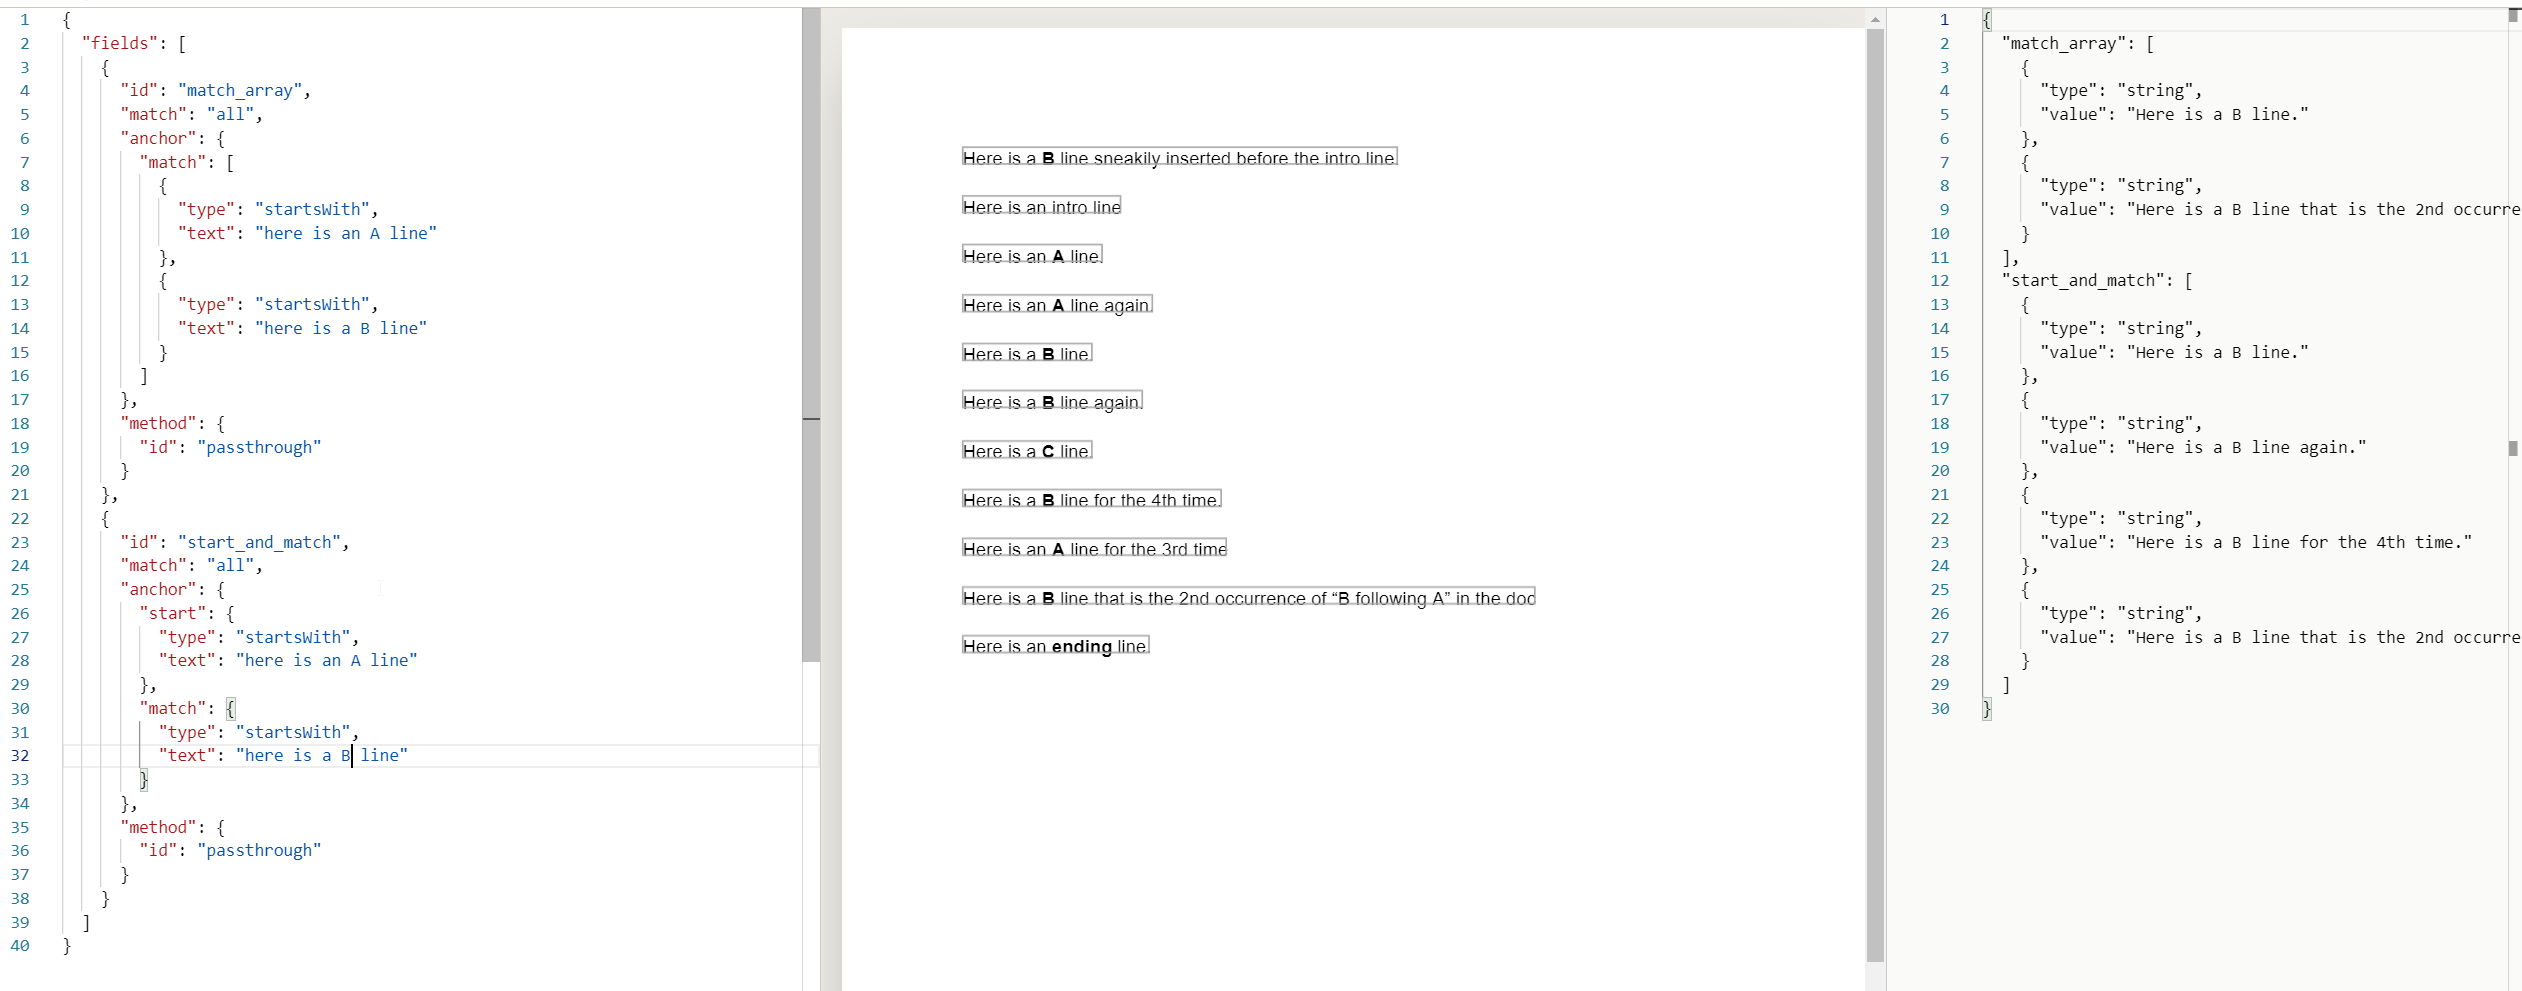 1 {
2 "fields": [
3 {
4 "id": "match_array",
5 "match": "all",
6 "anchor": {
7 "match": [
8 {
9 "type": "startsWith",
10 "text": "here is an A line"
11 },
12 {
13 "type": "startsWith",
14 "text": "here is a B line"
15 }
16 ]
17 },
18 "method": {
19 "id": "passthrough"
20 }
21 },
22 {
23 "id": "start_and_match",
24 "match": "all",
25 "anchor": {
26 "start": {
27 "type": "startsWith",
28 "text": "here is an A line"
29 },
30 "match": {
31 "type": "startsWith",
32 "text": "here is a B line"
33 }
34 },
35 "method": {
36 "id": "passthrough"
37 }
38 }
39 ]
40 }
Here is a B line sneakily inserted before the intro line.
Here is an intro line
Here is an A line.
Here is an A line again.
Here is a B line.
Here is a B line again.
Here is a C line.
Here is a B line for the 4th time.
Here is an A line for the 3rd time
Here is a B line that is the 2nd occurrence of “B following A” in the doc
Here is an ending line.
1 {
2 "match_array": [
3 {
4 "type": "string",
5 "value": "Here is a B line."
6 },
7 {
8 "type": "string",
9 "value": "Here is a B line that is the 2nd occurre
10 }
11 ],
12 "start_and_match": [
13 {
14 "type": "string",
15 "value": "Here is a B line."
16 },
17 {
18 "type": "string",
19 "value": "Here is a B line again."
20 },
21 {
22 "type": "string",
23 "value": "Here is a B line for the 4th time."
24 },
25 {
26 "type": "string",
27 "value": "Here is a B line that is the 2nd occurre
28 }
29 ]
30 }